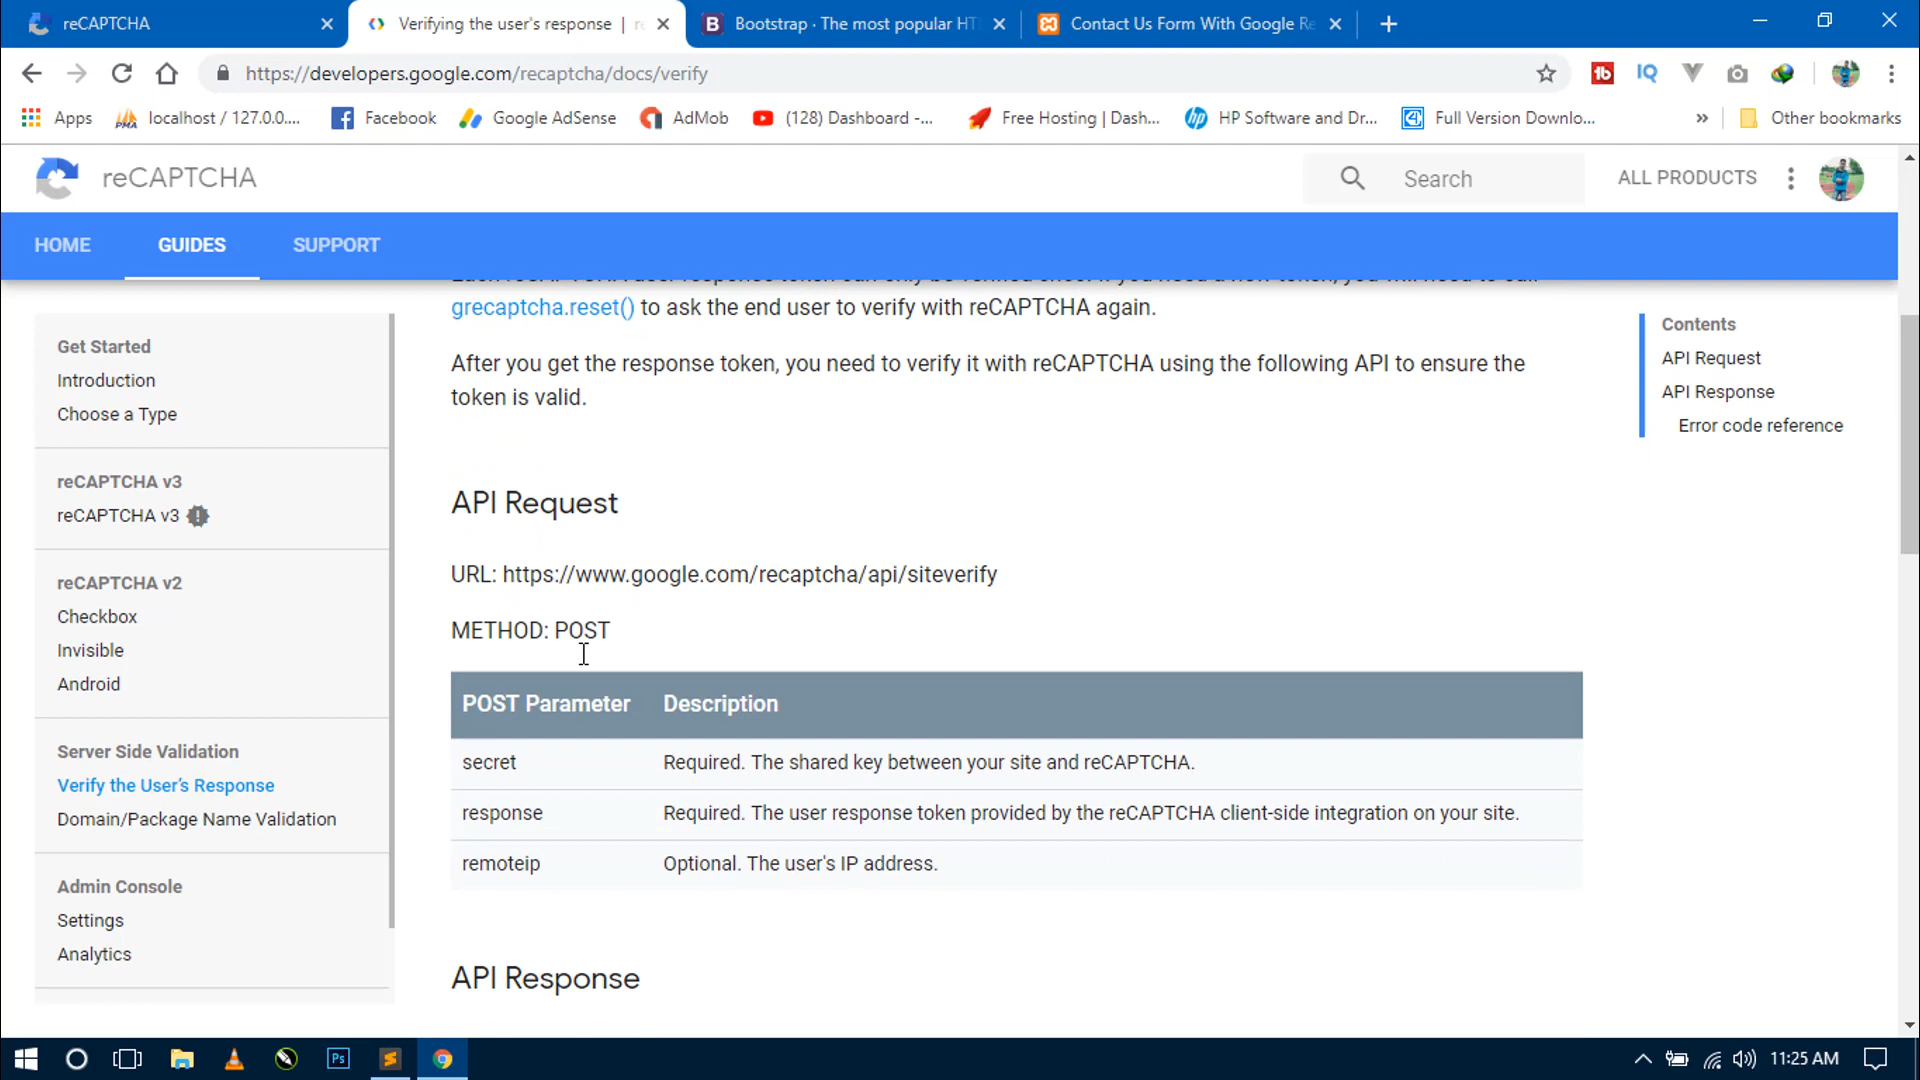 reCAPTCHA
Verifying the user's response |
Bootstrap · The most popular
Contact Us Form With Google
https://developers.google.com/recaptcha/docs/verify
Apps
localhost / 127.0.0....
Facebook
Google AdSense
AdMob
(128) Dashboard -...
Free Hosting | Dash...
HP Software and Dr...
Full Version Downlo...
»
Other bookmarks
reCAPTCHA
Search
ALL PRODUCTS
HOME
GUIDES
SUPPORT
grecaptcha.reset() to ask the end user to verify with reCAPTCHA again.
After you get the response token, you need to verify it with reCAPTCHA using the following API to ensure the
token is valid.
API Request
URL: https://www.google.com/recaptcha/api/siteverify
METHOD: POST
POST Parameter Description
secret Required. The shared key between your site and reCAPTCHA.
response Required. The user response token provided by the reCAPTCHA client-side integration on your site.
remoteip Optional. The user's IP address.
API Response
Get Started
Introduction
Choose a Type
reCAPTCHA v3
reCAPTCHA v3
reCAPTCHA v2
Checkbox
Invisible
Android
Server Side Validation
Verify the User's Response
Domain/Package Name Validation
Admin Console
Settings
Analytics
Contents
API Request
API Response
Error code reference
Ps
11:25 AM